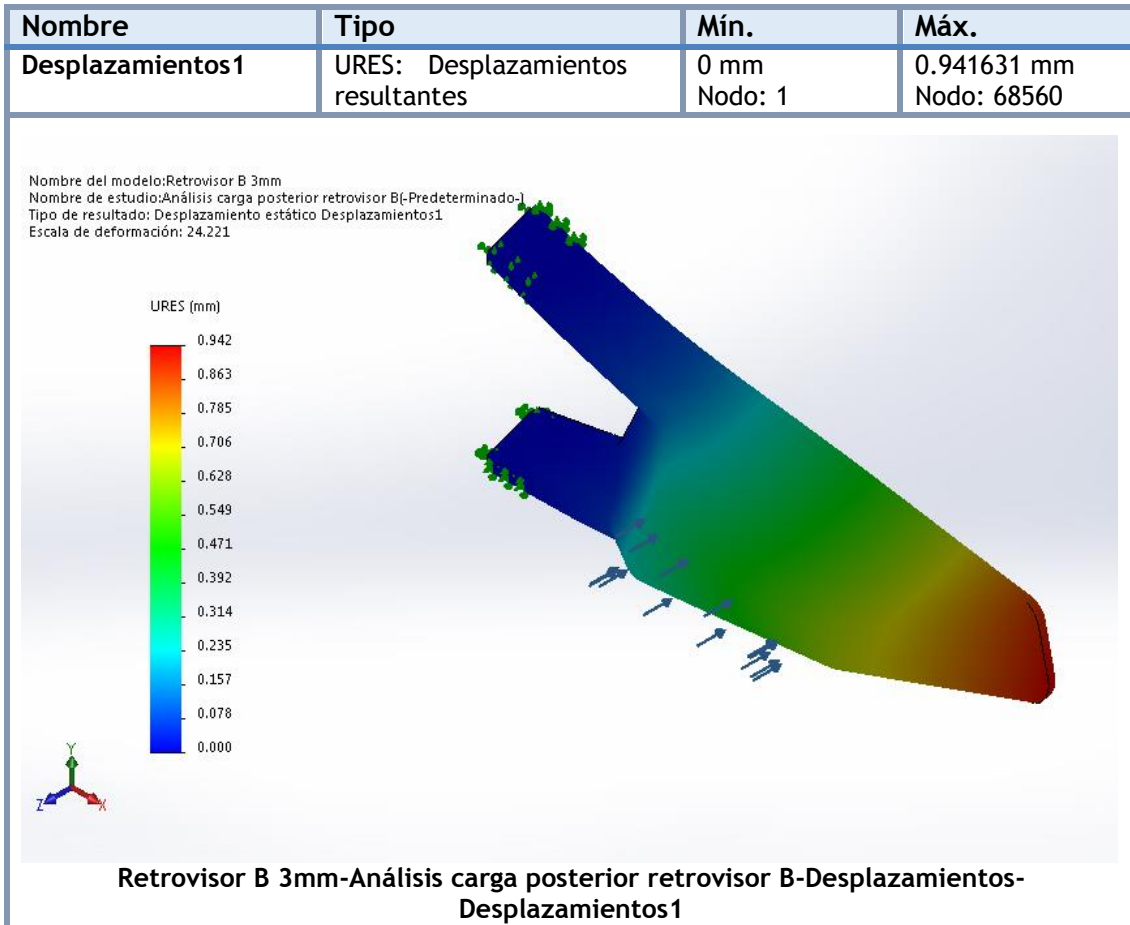 Nombre Tipo Mín. Máx.
Desplazamientos1 URES: Desplazamientos 0 mm 0.941631 mm
resultantes Nodo: 1 Nodo: 68560
Nombre del modelo:Retrovisor B 3mm
Nombre de estudio:Análisis carga posterior retrovisor B(-Predeterminado-)
Tipo de resultado: Desplazamiento estático Desplazamientos1
Escala de deformación: 24.221
URES (mm)
0.942
0.863
0.785
0.706
0.628
0.549
0.471
0.392
0.314
0.235
0.157
0.078
0.000
Y
Z X
Retrovisor B 3mm-Análisis carga posterior retrovisor B-Desplazamientos-
Desplazamientos1